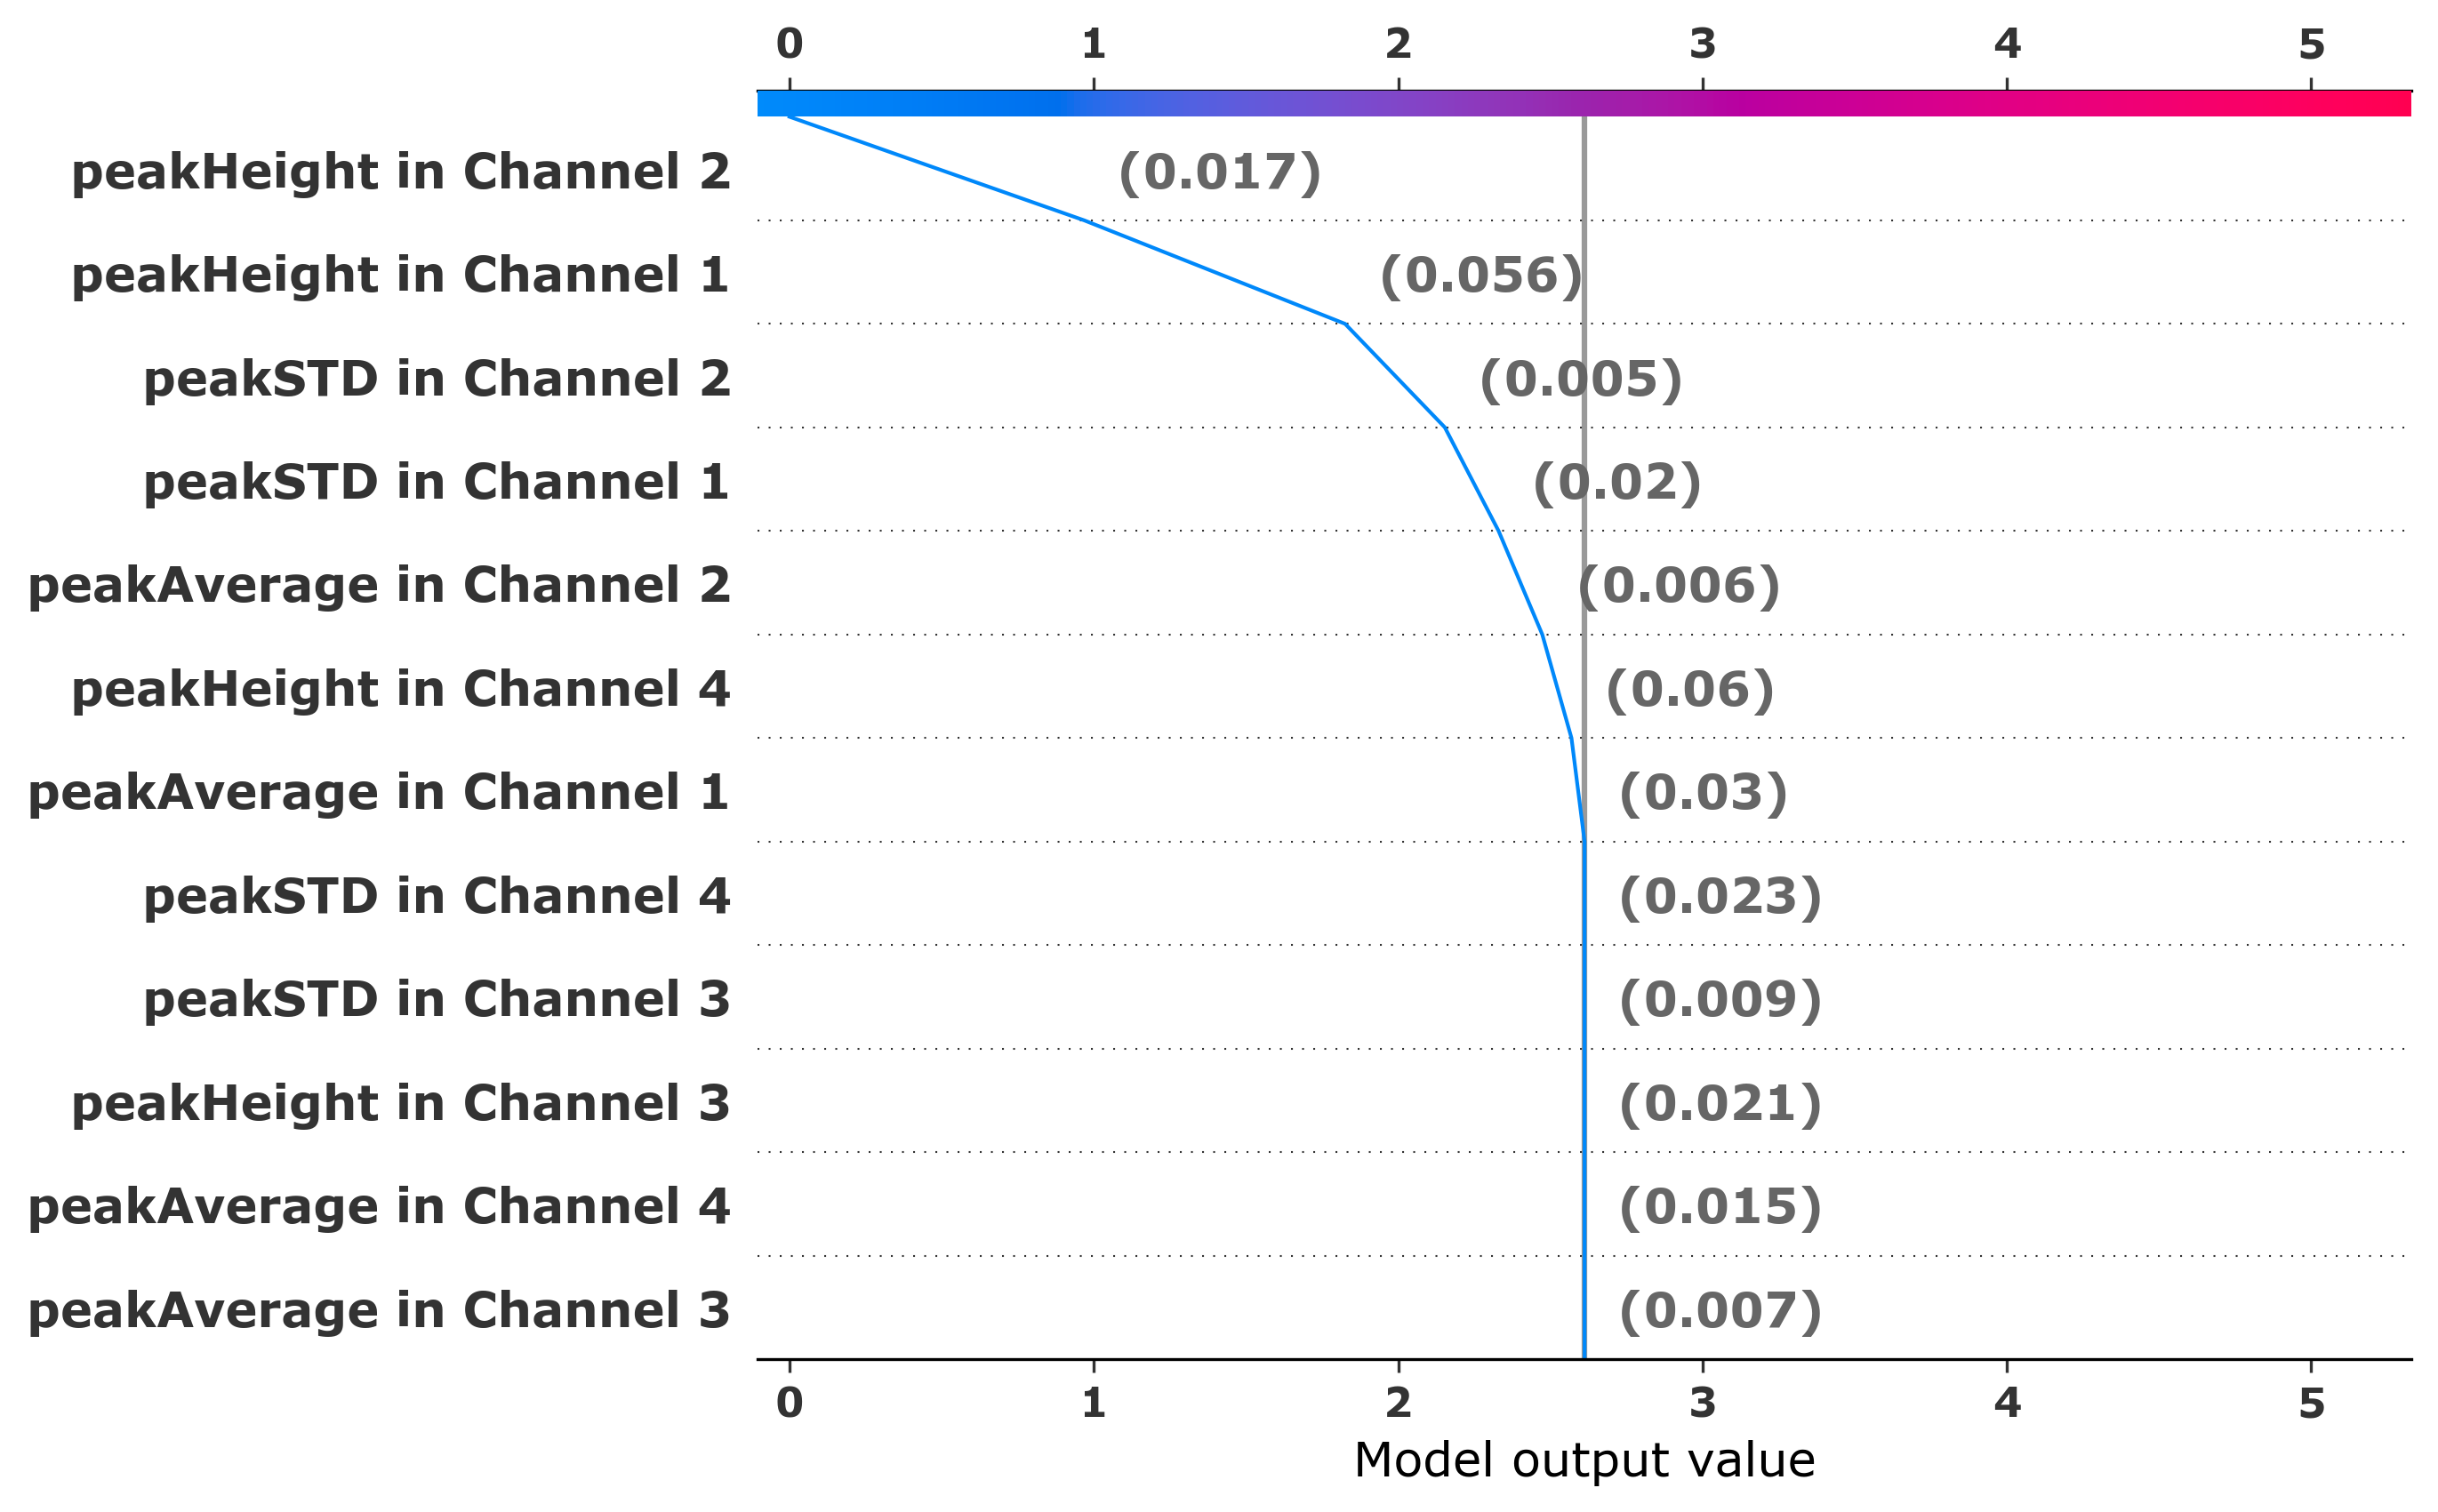 0 1 2 3 4 5
peakHeight in Channel 2 (0.017)
peakHeight in Channel 1 (0.056)
peakSTD in Channel 2 (0.005)
peakSTD in Channel 1 (0.02)
peakAverage in Channel 2 (0.006)
peakHeight in Channel 4 (0.06)
peakAverage in Channel 1 (0.03)
peakSTD in Channel 4 (0.023)
peakSTD in Channel 3 (0.009)
peakHeight in Channel 3 (0.021)
peakAverage in Channel 4 (0.015)
peakAverage in Channel 3 (0.007)
0 1 2 3 4 5
Model output value